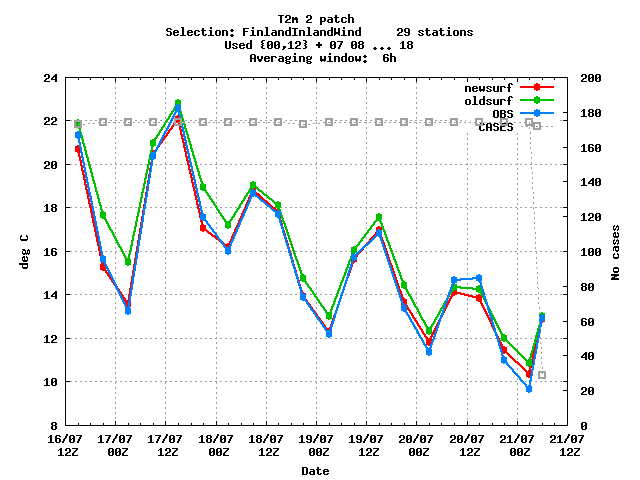 T2m 2 patch
Selection: FinlandInlandWind     29 stations
Used {00,12} + 07 08 ... 18
Averaging window:  6h
24
22
20
18
16
14
12
10
8
deg C
200
180
160
140
120
100
80
60
40
20
0
No cases
newsurf
oldsurf
OBS
CASES
16/07 17/07 17/07 18/07 18/07 19/07 19/07 20/07 20/07 21/07 21/07
12Z 00Z 12Z 00Z 12Z 00Z 12Z 00Z 12Z 00Z 12Z
Date